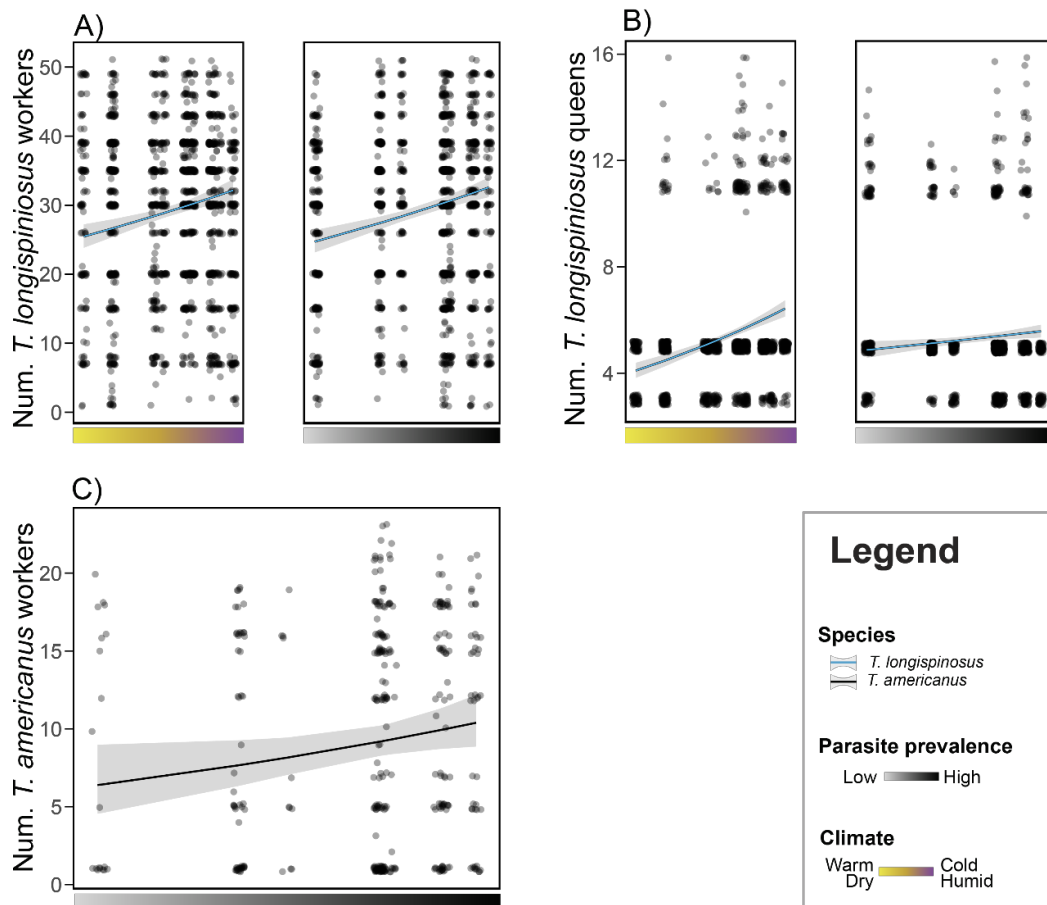 A)
Num. T. longispiniosus workers
50
40
30
20
10
0
B)
Num. T. longispiniosus queens
16
12
8
4
C)
Num. T. americanus workers
20
15
10
5
0
Legend
Species
T. longispinosus
T. americanus
Parasite prevalence
Low High
Climate
Warm Cold
Dry Humid